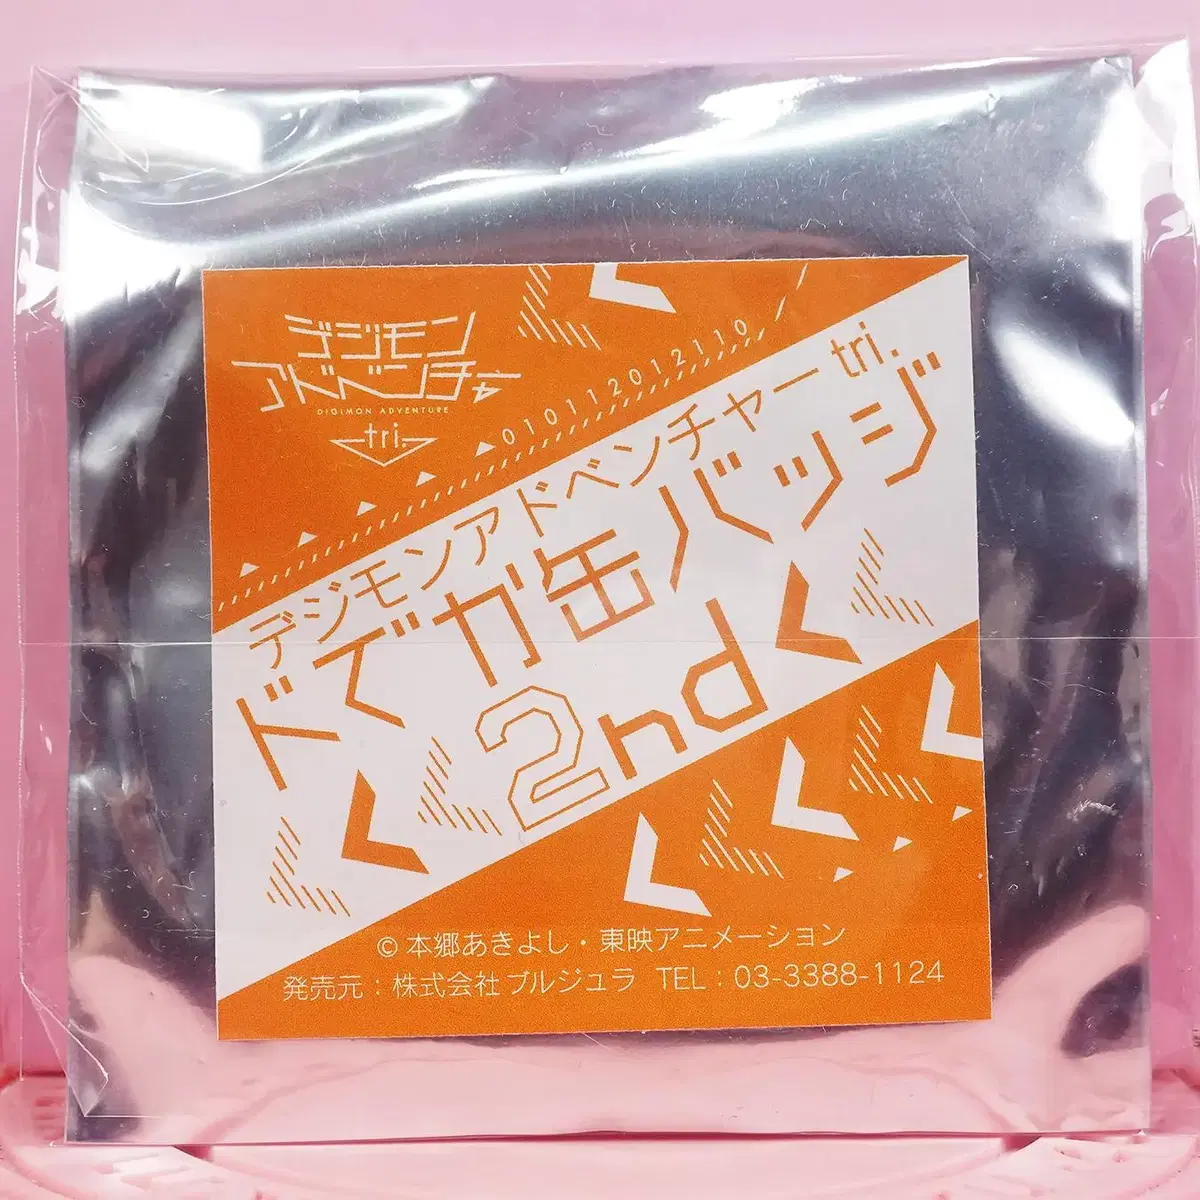 デジモン
アドベンチャー
DIGIMON ADVENTURE
tri.
010112012110
デジモンアドベンチャー tri.
ドでカ缶バッジ
2nd
© 本郷あきよし・東映アニメーション
発売元：株式会社 ブルジュラ TEL：03-3388-1124